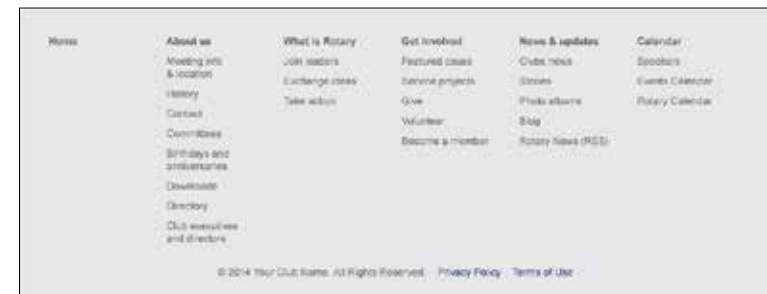 Home
About us
Meeting info
& location
History
Contact
Committees
Birthdays and
anniversaries
Downloads
Directory
Club executives
and directors
What is Rotary
Join leaders
Exchange ideas
Take action
Get involved
Featured cause
Service projects
Give
Volunteer
Become a member
News & updates
Clubs news
Stories
Photo albums
Blog
Rotary News (RSS)
Calendar
Speakers
Events Calendar
Rotary Calendar
© 2014 Your Club Name. All Rights Reserved. Privacy Policy Terms of Use